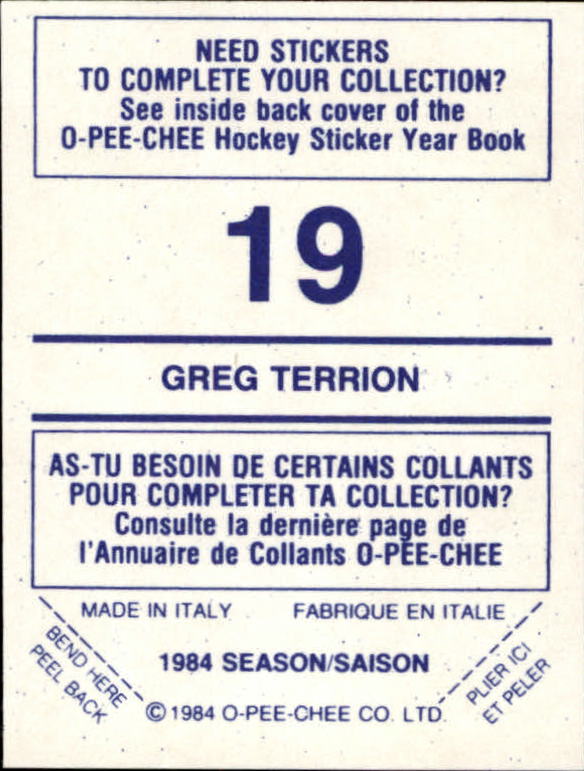 NEED STICKERS
TO COMPLETE YOUR COLLECTION?
See inside back cover of the
O-PEE-CHEE Hockey Sticker Year Book
19
GREG TERRION
AS-TU BESOIN DE CERTAINS COLLANTS
POUR COMPLETER TA COLLECTION?
Consulte la dernière page de
l'Annuaire de Collants O-PEE-CHEE
MADE IN ITALY FABRIQUE EN ITALIE
1984 SEASON/SAISON
BEND HERE
PEEL BACK
PLIER ICI
ET PELER
© 1984 O-PEE-CHEE CO. LTD.